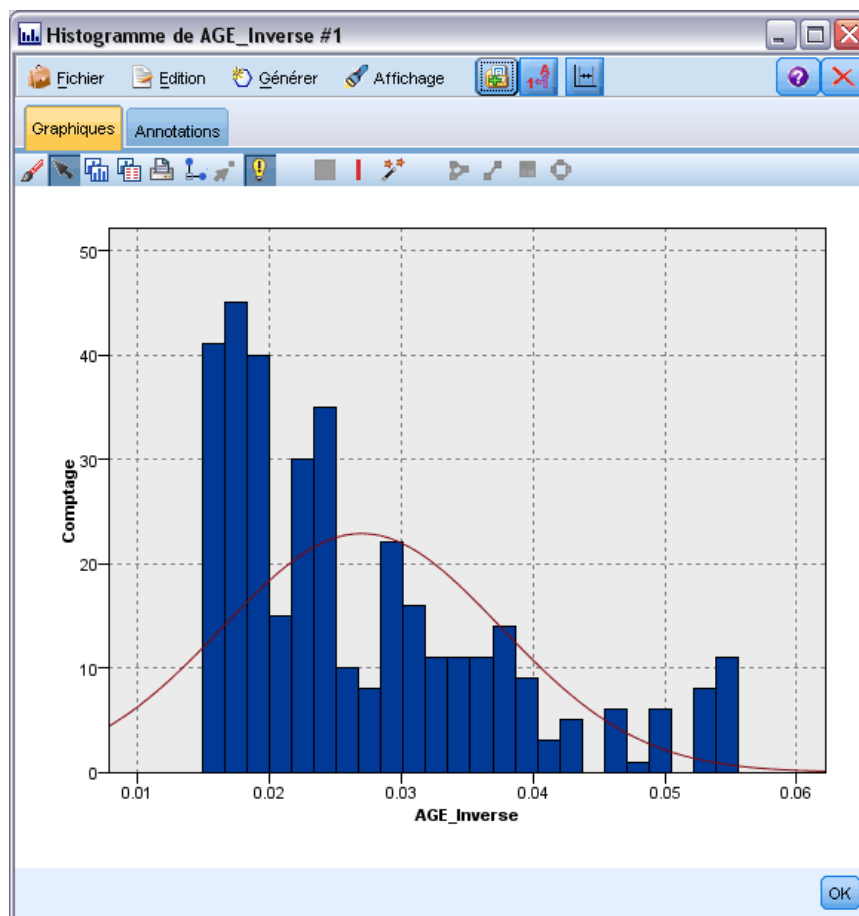 Histogramme de AGE_Inverse #1
Fichier Edition Générer Affichage
Graphiques Annotations
50
40
30
20
10
0
Comptage
0.01 0.02 0.03 0.04 0.05 0.06
AGE_Inverse
OK